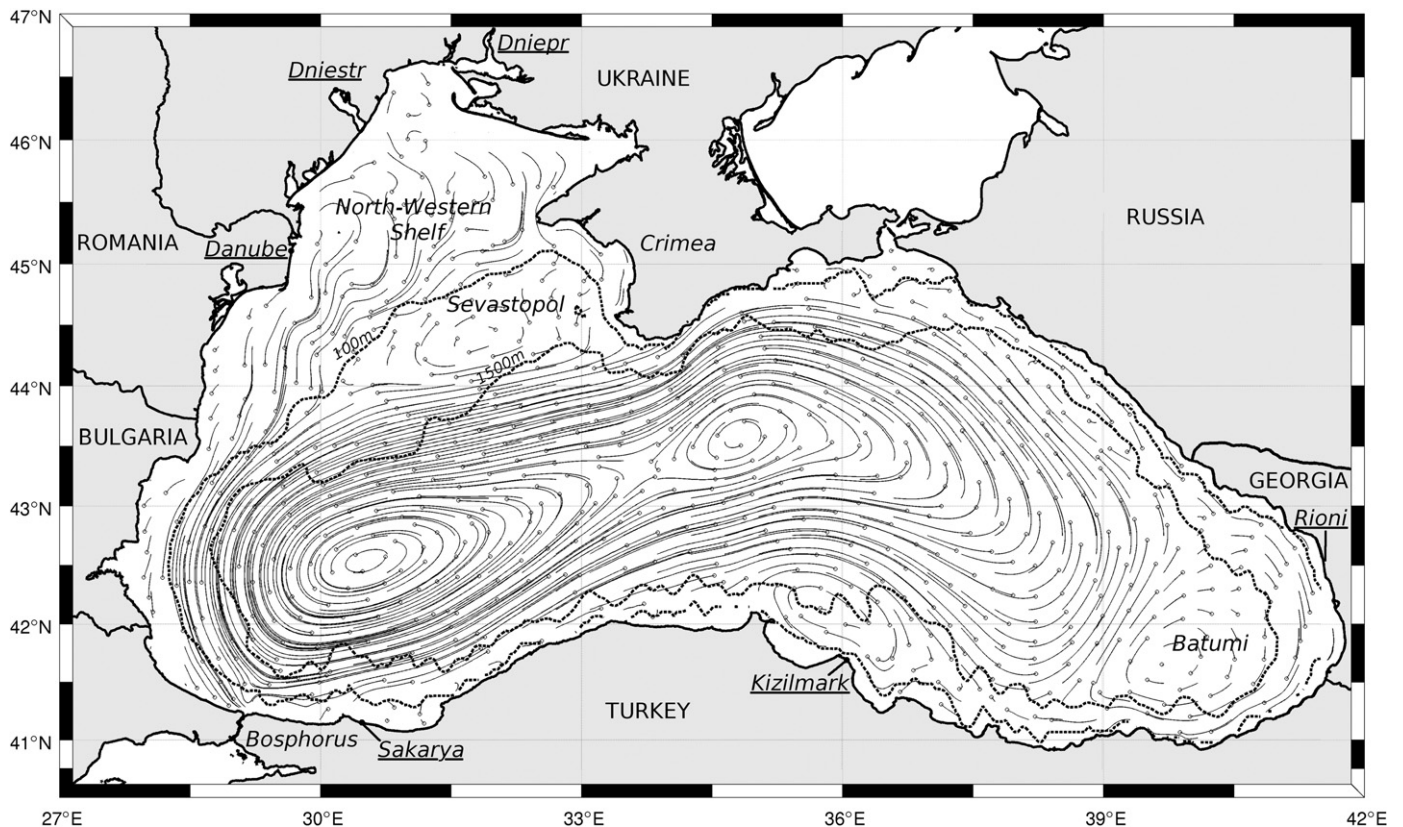 47°N
46°N
45°N
44°N
43°N
42°N
41°N
27°E
30°E
33°E
36°E
39°E
42°E
Dniepr
Dniestr
UKRAINE
North-Western
Shelf
RUSSIA
ROMANIA
Danube
Crimea
Sevastopol
100m
1500m
BULGARIA
GEORGIA
Rioni
Batumi
Kizilmark
TURKEY
Bosphorus
Sakarya